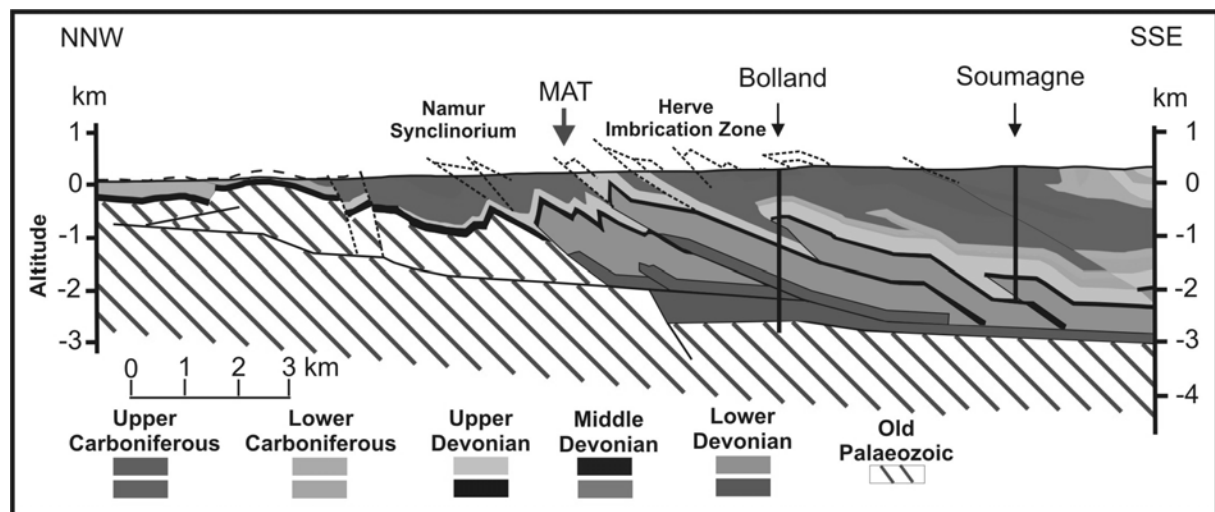 NNW
SSE
km
Namur
Synclinorium
MAT
Herve
Imbrication Zone
Bolland
Soumagne
km
1
0
-1
-2
-3
Altitude
1
0
-1
-2
-3
-4
0 1 2 3 km
Upper
Carboniferous
Lower
Carboniferous
Upper
Devonian
Middle
Devonian
Lower
Devonian
Old
Palaeozoic